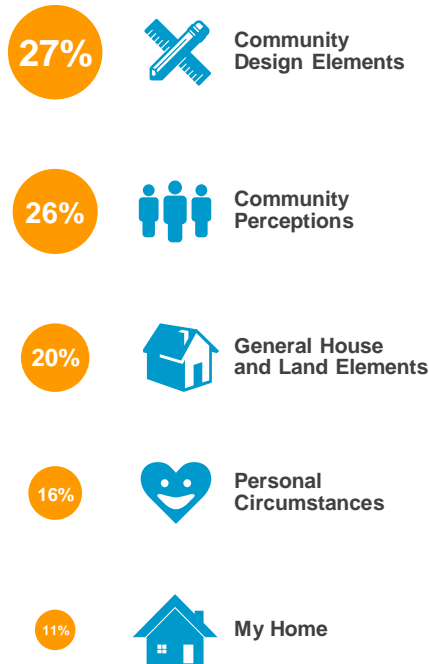 27%
Community
Design Elements
26%
Community
Perceptions
20%
General House
and Land Elements
16%
Personal
Circumstances
11%
My Home